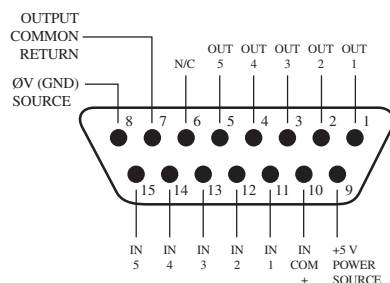 OUTPUT
COMMON
RETURN
ØV (GND)
SOURCE
N/C
OUT
5
OUT
4
OUT
3
OUT
2
OUT
1
8 7 6 5 4 3 2 1
15 14 13 12 11 10 9
IN
5
IN
4
IN
3
IN
2
IN
1
IN
COM
+
+5 V
POWER
SOURCE